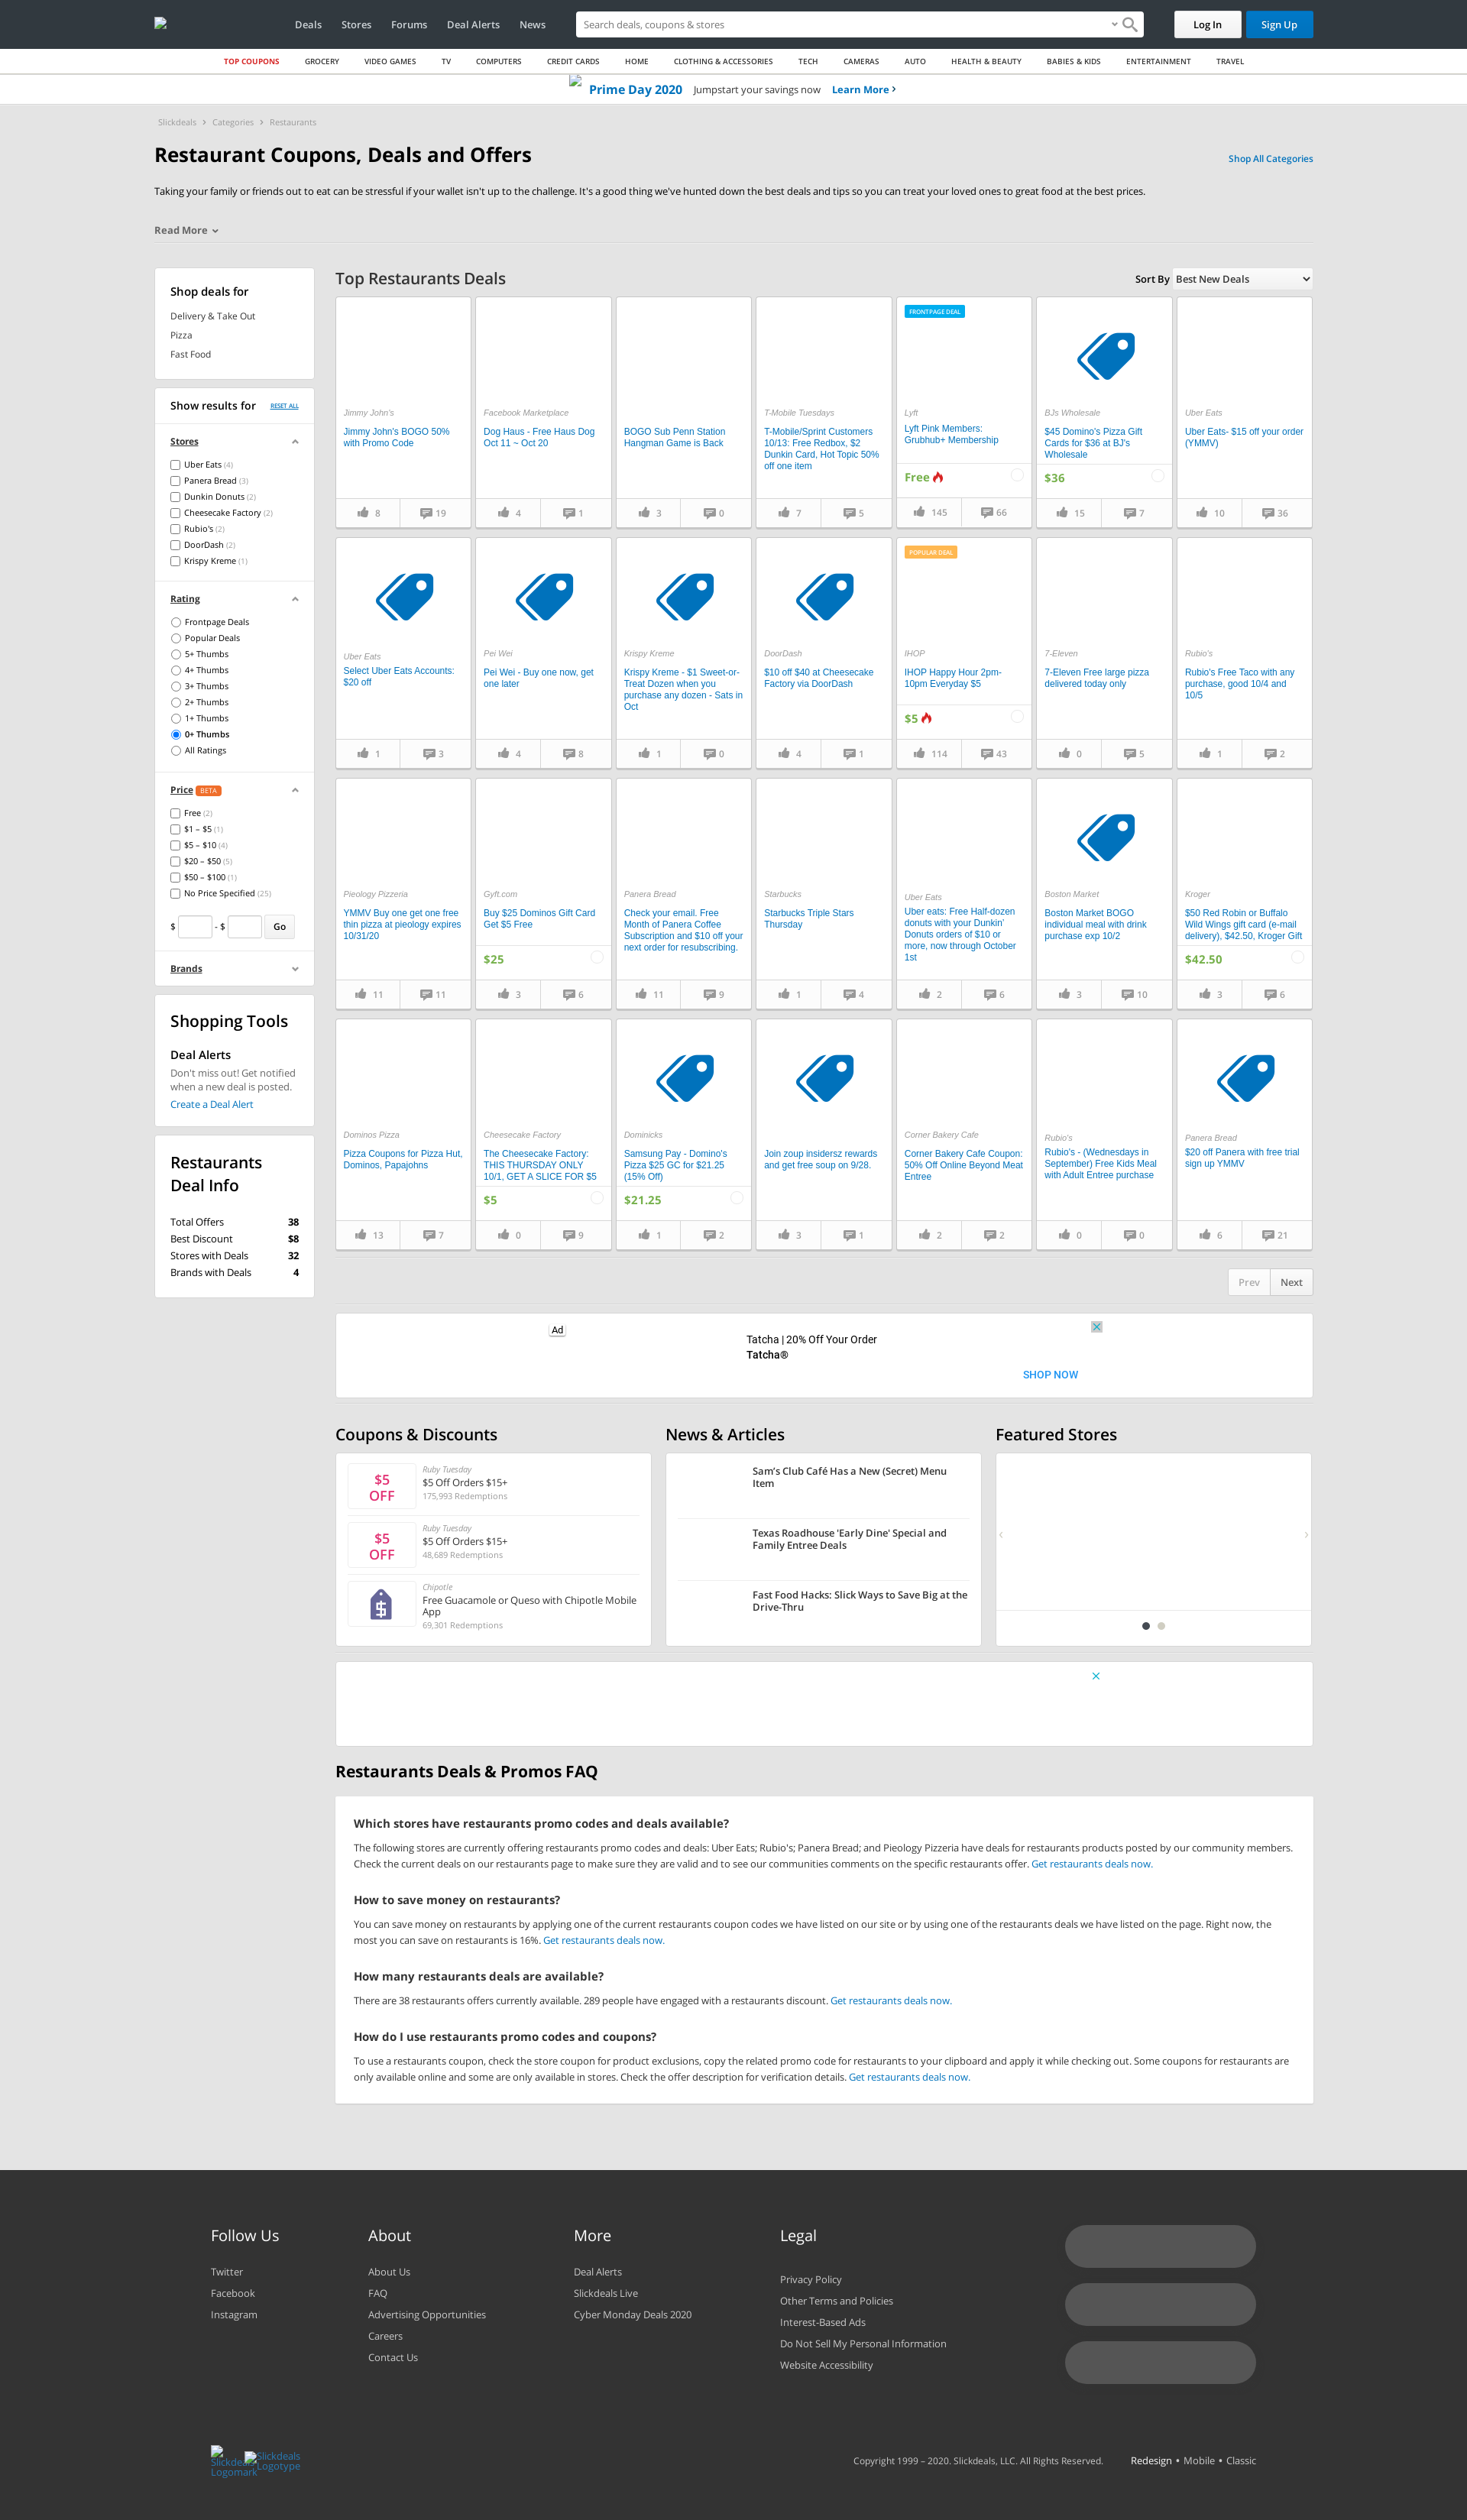 Deals Stores Forums Deal Alerts News
Search deals, coupons & stores
Log In
Sign Up
TOP COUPONS GROCERY VIDEO GAMES TV COMPUTERS CREDIT CARDS HOME CLOTHING & ACCESSORIES TECH CAMERAS AUTO HEALTH & BEAUTY BABIES & KIDS ENTERTAINMENT TRAVEL
Prime Day 2020 Jumpstart your savings now Learn More
Slickdeals Categories Restaurants
Restaurant Coupons, Deals and Offers
Shop All Categories
Taking your family or friends out to eat can be stressful if your wallet isn't up to the challenge. It's a good thing we've hunted down the best deals and tips so you can treat your loved ones to great food at the best prices.
Read More
Shop deals for
Delivery & Take Out
Pizza
Fast Food
Show results for RESET ALL
Stores
Uber Eats (4)
Panera Bread (3)
Dunkin Donuts (2)
Cheesecake Factory (2)
Rubio's (2)
DoorDash (2)
Krispy Kreme (1)
Rating
Frontpage Deals
Popular Deals
5+ Thumbs
4+ Thumbs
3+ Thumbs
2+ Thumbs
1+ Thumbs
0+ Thumbs
All Ratings
Price BETA
Free (2)
$1 – $5 (1)
$5 – $10 (4)
$20 – $50 (5)
$50 – $100 (1)
No Price Specified (25)
$ - $ Go
Brands
Shopping Tools
Deal Alerts
Don't miss out! Get notified
when a new deal is posted.
Create a Deal Alert
Restaurants
Deal Info
Total Offers 38
Best Discount $8
Stores with Deals 32
Brands with Deals 4
Top Restaurants Deals
Sort By Best New Deals
Jimmy John's
Jimmy John's BOGO 50%
with Promo Code
8 19
Facebook Marketplace
Dog Haus - Free Haus Dog
Oct 11 ~ Oct 20
4 1
BOGO Sub Penn Station
Hangman Game is Back
3 0
T-Mobile Tuesdays
T-Mobile/Sprint Customers
10/13: Free Redbox, $2
Dunkin Card, Hot Topic 50%
off one item
7 5
FRONTPAGE DEAL
Lyft
Lyft Pink Members:
Grubhub+ Membership
Free
145 66
BJs Wholesale
$45 Domino's Pizza Gift
Cards for $36 at BJ's
Wholesale
$36
15 7
Uber Eats
Uber Eats- $15 off your order
(YMMV)
10 36
Uber Eats
Select Uber Eats Accounts:
$20 off
1 3
Pei Wei
Pei Wei - Buy one now, get
one later
4 8
Krispy Kreme
Krispy Kreme - $1 Sweet-or-
Treat Dozen when you
purchase any dozen - Sats in
Oct
1 0
DoorDash
$10 off $40 at Cheesecake
Factory via DoorDash
4 1
POPULAR DEAL
IHOP
IHOP Happy Hour 2pm-
10pm Everyday $5
$5
114 43
7-Eleven
7-Eleven Free large pizza
delivered today only
0 5
Rubio's
Rubio's Free Taco with any
purchase, good 10/4 and
10/5
1 2
Pieology Pizzeria
YMMV Buy one get one free
thin pizza at pieology expires
10/31/20
11 11
Gyft.com
Buy $25 Dominos Gift Card
Get $5 Free
$25
3 6
Panera Bread
Check your email. Free
Month of Panera Coffee
Subscription and $10 off your
next order for resubscribing.
11 9
Starbucks
Starbucks Triple Stars
Thursday
1 4
Uber Eats
Uber eats: Free Half-dozen
donuts with your Dunkin'
Donuts orders of $10 or
more, now through October
1st
2 6
Boston Market
Boston Market BOGO
individual meal with drink
purchase exp 10/2
3 10
Kroger
$50 Red Robin or Buffalo
Wild Wings gift card (e-mail
delivery), $42.50, Kroger Gift
$42.50
3 6
Dominos Pizza
Pizza Coupons for Pizza Hut,
Dominos, Papajohns
13 7
Cheesecake Factory
The Cheesecake Factory:
THIS THURSDAY ONLY
10/1, GET A SLICE FOR $5
$5
0 9
Dominicks
Samsung Pay - Domino's
Pizza $25 GC for $21.25
(15% Off)
$21.25
1 2
Join zoup insidersz rewards
and get free soup on 9/28.
3 1
Corner Bakery Cafe
Corner Bakery Cafe Coupon:
50% Off Online Beyond Meat
Entree
2 2
Rubio's
Rubio's - (Wednesdays in
September) Free Kids Meal
with Adult Entree purchase
0 0
Panera Bread
$20 off Panera with free trial
sign up YMMV
6 21
Prev Next
Ad
Tatcha | 20% Off Your Order
Tatcha®
SHOP NOW
Coupons & Discounts
$5
OFF
Ruby Tuesday
$5 Off Orders $15+
175,993 Redemptions
$5
OFF
Ruby Tuesday
$5 Off Orders $15+
48,689 Redemptions
Chipotle
Free Guacamole or Queso with Chipotle Mobile
App
69,301 Redemptions
News & Articles
Sam’s Club Café Has a New (Secret) Menu
Item
Texas Roadhouse 'Early Dine' Special and
Family Entree Deals
Fast Food Hacks: Slick Ways to Save Big at the
Drive-Thru
Featured Stores
Restaurants Deals & Promos FAQ
Which stores have restaurants promo codes and deals available?
The following stores are currently offering restaurants promo codes and deals: Uber Eats; Rubio's; Panera Bread; and Pieology Pizzeria have deals for restaurants products posted by our community members.
Check the current deals on our restaurants page to make sure they are valid and to see our communities comments on the specific restaurants offer. Get restaurants deals now.
How to save money on restaurants?
You can save money on restaurants by applying one of the current restaurants coupon codes we have listed on our site or by using one of the restaurants deals we have listed on the page. Right now, the
most you can save on restaurants is 16%. Get restaurants deals now.
How many restaurants deals are available?
There are 38 restaurants offers currently available. 289 people have engaged with a restaurants discount. Get restaurants deals now.
How do I use restaurants promo codes and coupons?
To use a restaurants coupon, check the store coupon for product exclusions, copy the related promo code for restaurants to your clipboard and apply it while checking out. Some coupons for restaurants are
only available online and some are only available in stores. Check the offer description for verification details. Get restaurants deals now.
Follow Us
Twitter
Facebook
Instagram
About
About Us
FAQ
Advertising Opportunities
Careers
Contact Us
More
Deal Alerts
Slickdeals Live
Cyber Monday Deals 2020
Legal
Privacy Policy
Other Terms and Policies
Interest-Based Ads
Do Not Sell My Personal Information
Website Accessibility
Slickdeals
Logomark
Slickdeals
Logotype
Copyright 1999 – 2020. Slickdeals, LLC. All Rights Reserved.
Redesign • Mobile • Classic